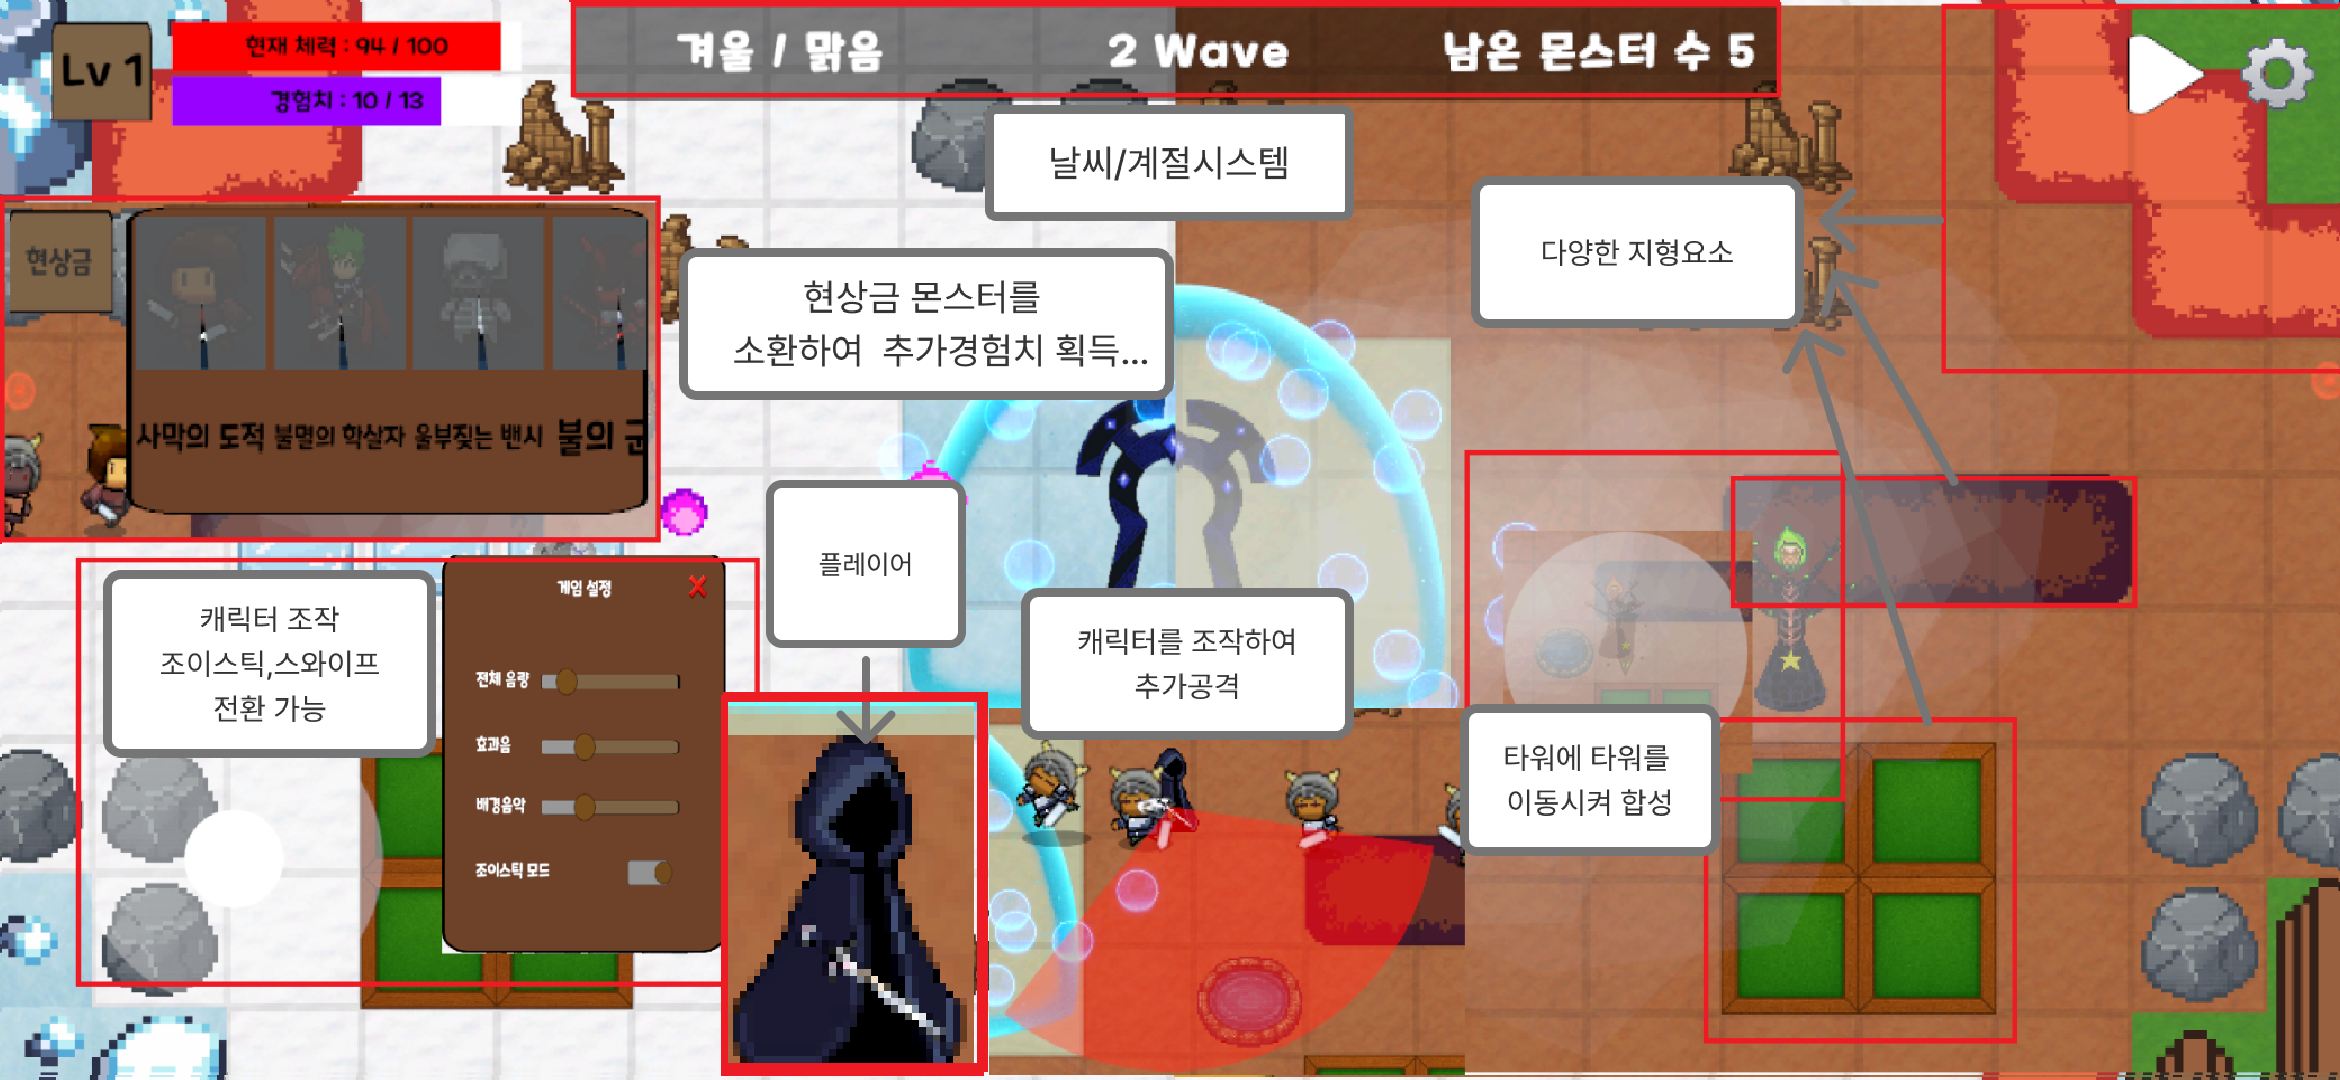 Lv 1
현재 체력 : 94 / 100
경험치 : 10 / 13
겨울 / 맑음
2 Wave
남은 몬스터 수 5
날씨/계절시스템
다양한 지형요소
현상금
현상금 몬스터를
소환하여 추가경험치 획득...
사막의 도적
불멸의 학살자
울부짖는 밴시
불의 군
플레이어
캐릭터 조작
조이스틱,스와이프
전환 가능
게임 설정
전체 음량
효과음
배경음악
조이스틱 모드
캐릭터를 조작하여
추가공격
타워에 타워를
이동시켜 합성